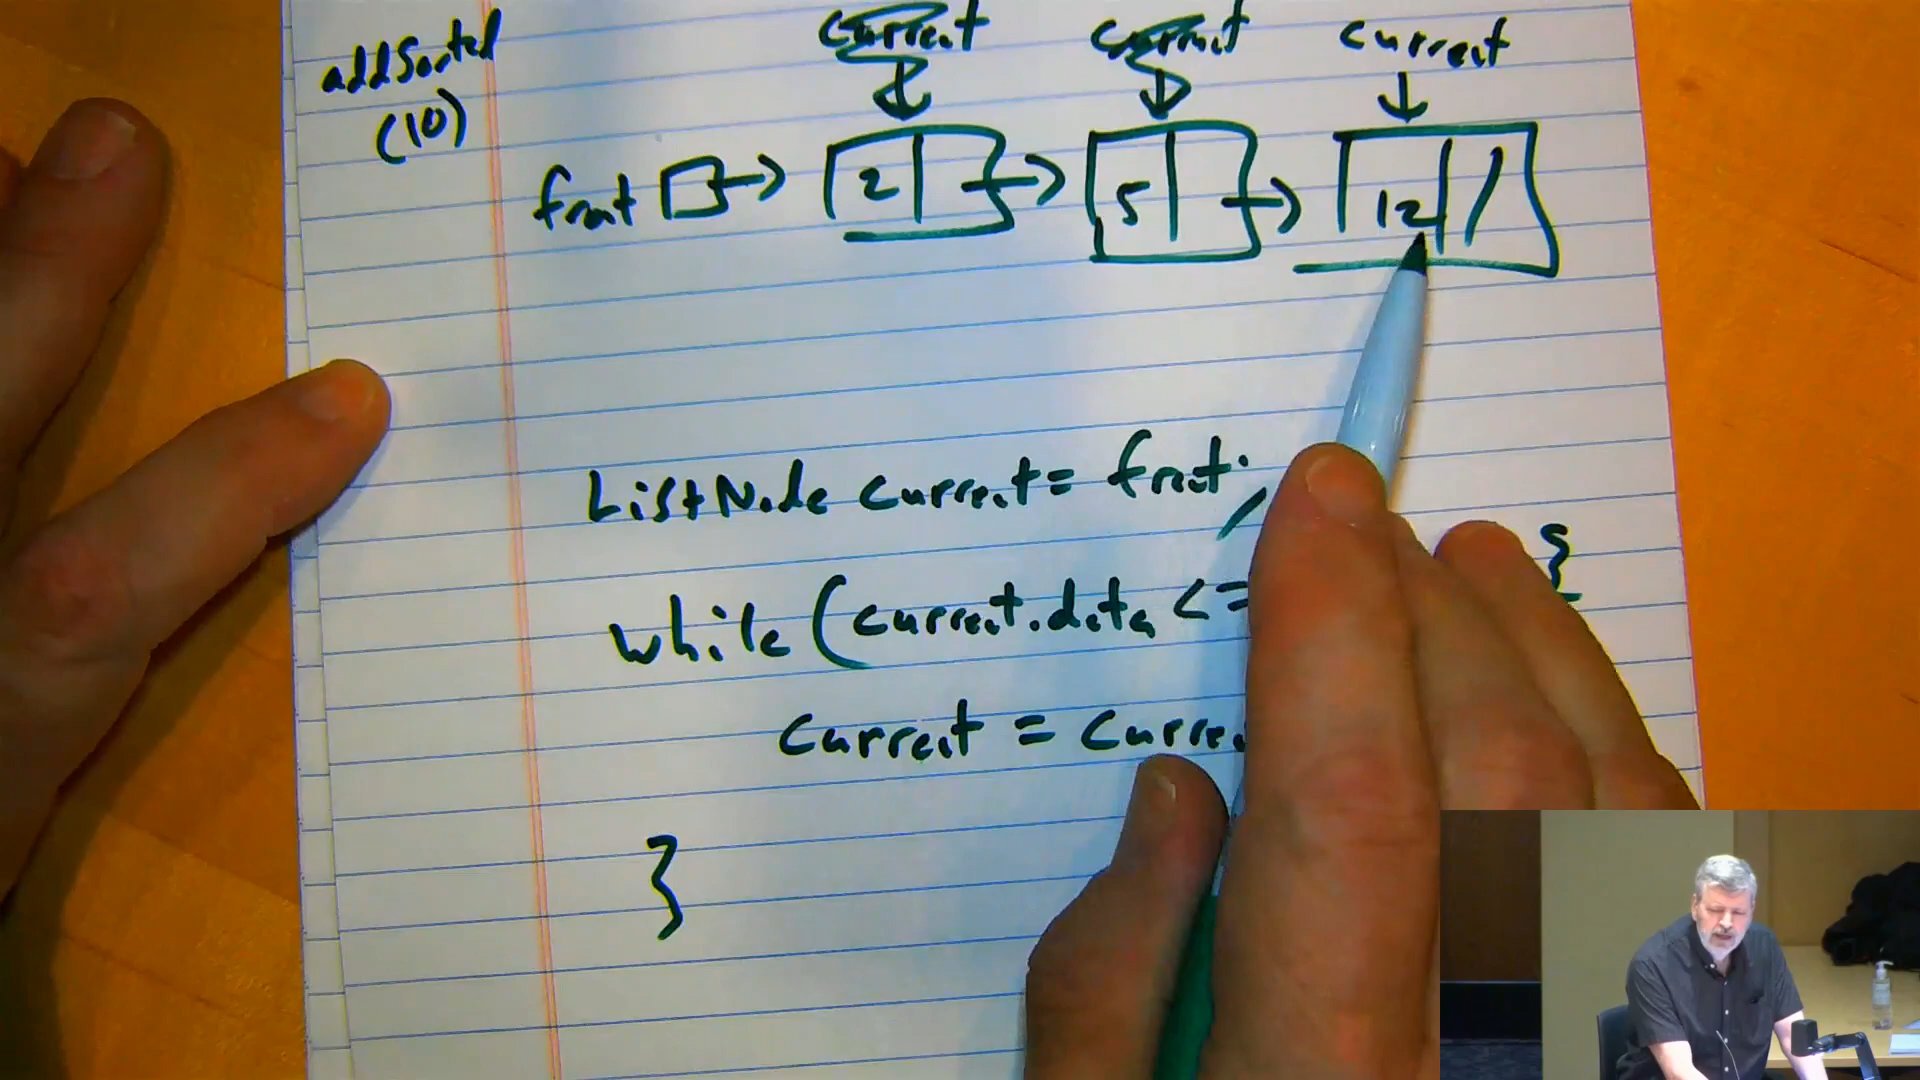 addSorted
(10)
current current current
front 2 5 12
ListNode current = front;
while (current.data <= {
current = curre
}